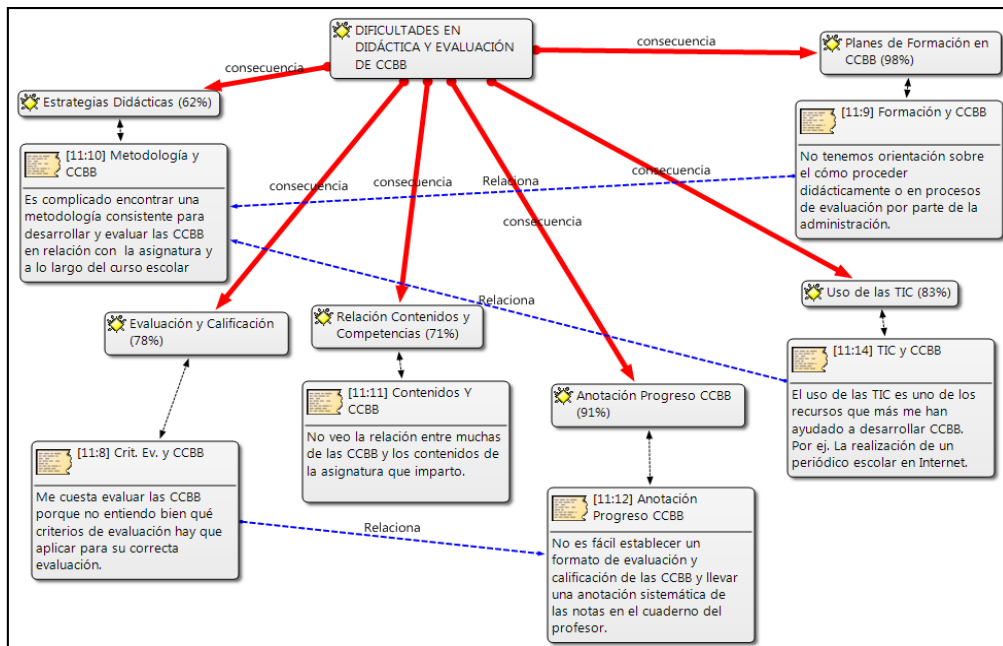 DIFICULTADES EN
DIDÁCTICA Y EVALUACIÓN
DE CCBB
consecuencia
Planes de Formación en
CCBB (98%)
consecuencia
Estrategias Didácticas (62%)
[11:9] Formación y CCBB
No tenemos orientación sobre
el cómo proceder
didácticamente o en procesos
de evaluación por parte de la
administración.
[11:10] Metodología y
CCBB
Es complicado encontrar una
metodología consistente para
desarrollar y evaluar las CCBB
en relación con la asignatura y
a lo largo del curso escolar
consecuencia
consecuencia
Relaciona
consecuencia
Relaciona
Uso de las TIC (83%)
Evaluación y Calificación
(78%)
Relación Contenidos y
Competencias (71%)
[11:14] TIC y CCBB
El uso de las TIC es uno de los
recursos que más me han
ayudado a desarrollar CCBB.
Por ej. La realización de un
periódico escolar en Internet.
[11:11] Contenidos Y
CCBB
No veo la relación entre muchas
de las CCBB y los contenidos de
la asignatura que imparto.
Anotación Progreso CCBB
(91%)
[11:8] Crit. Ev. y CCBB
Me cuesta evaluar las CCBB
porque no entiendo bien qué
criterios de evaluación hay que
aplicar para su correcta
evaluación.
Relaciona
[11:12] Anotación
Progreso CCBB
No es fácil establecer un
formato de evaluación y
calificación de las CCBB y llevar
una anotación sistemática de
las notas en el cuaderno del
profesor.